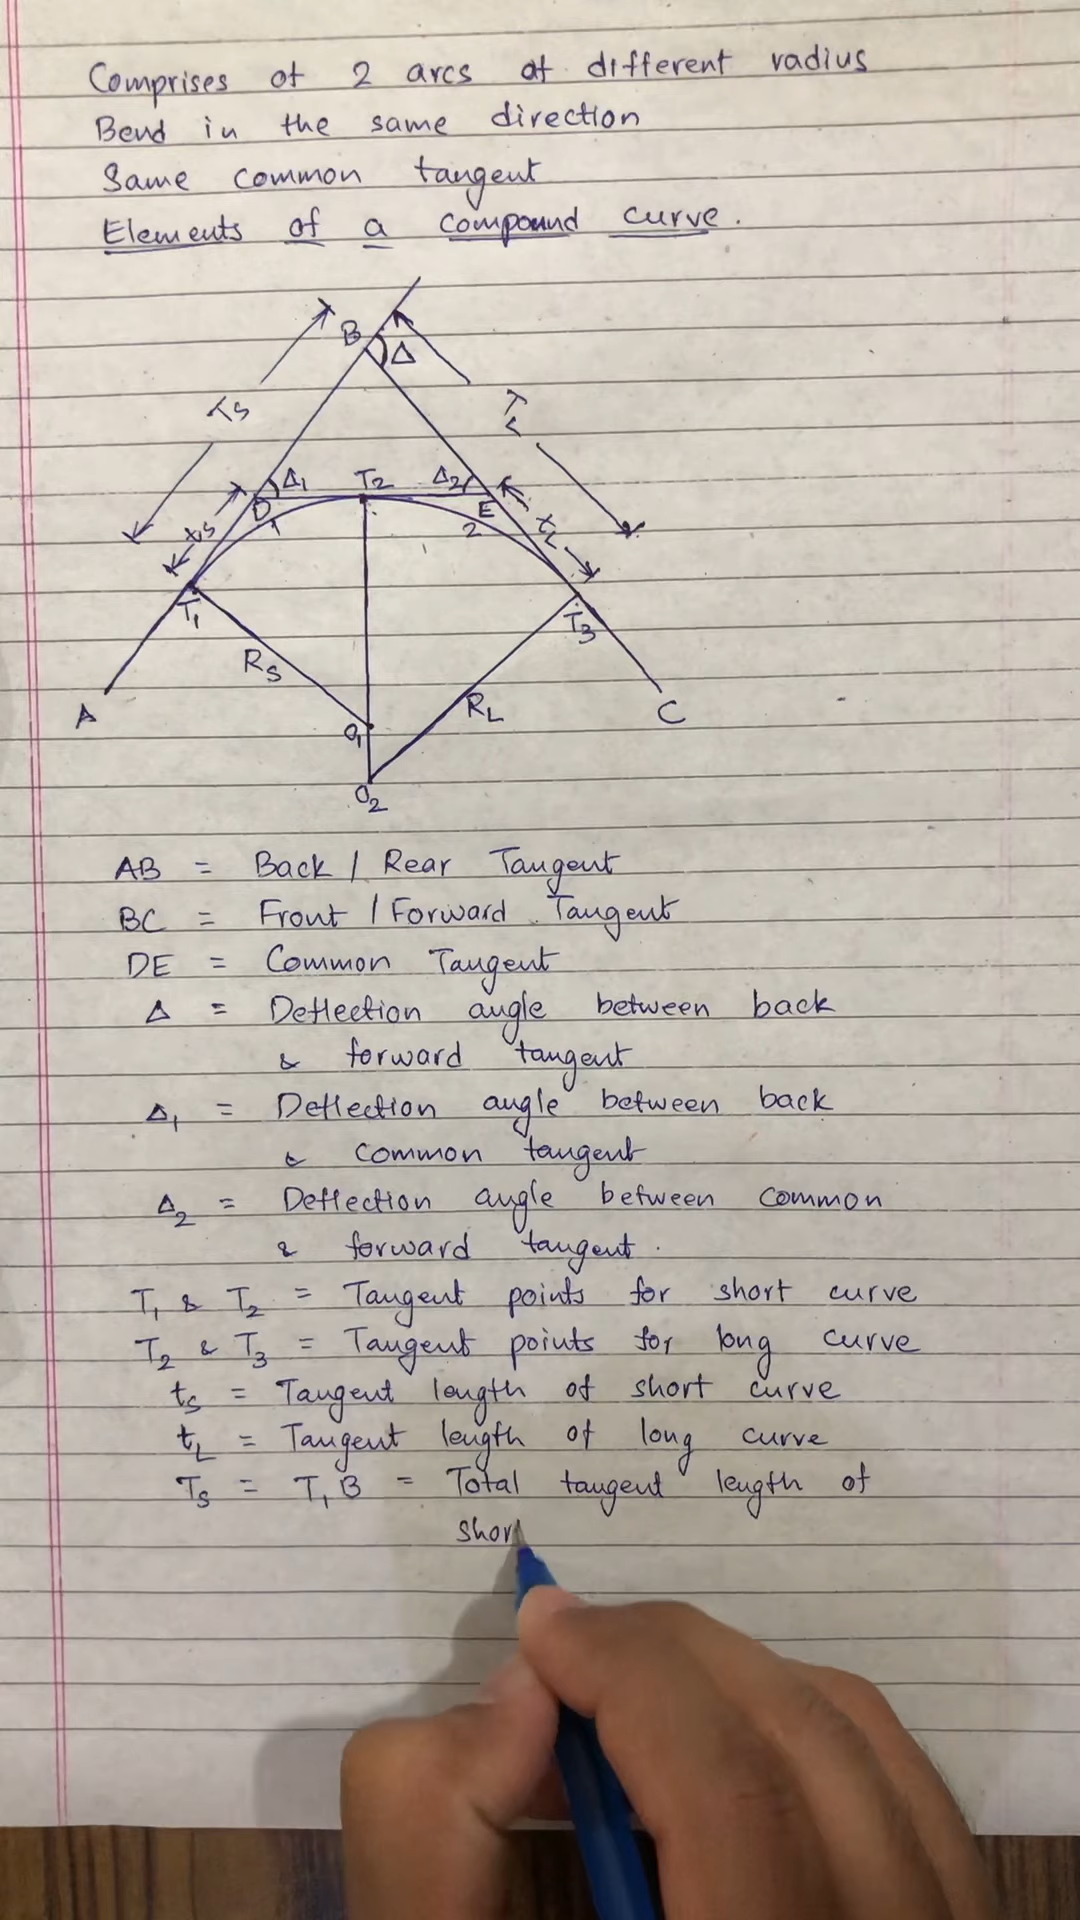 Comprises of 2 arcs of different radius
Bend in the same direction
Same common tangent
Elements of a compound curve.
B
Δ
Ts
TL
Δ1
T2
Δ2
D
E
1
2
ts
tL
T1
T3
RS
RL
A
C
O1
O2
AB = Back / Rear Tangent
BC = Front / Forward Tangent
DE = Common Tangent
Δ = Deflection angle between back
& forward tangent
Δ1 = Deflection angle between back
& common tangent
Δ2 = Deflection angle between common
& forward tangent.
T1 & T2 = Tangent points for short curve
T2 & T3 = Tangent points for long curve
ts = Tangent length of short curve
tL = Tangent length of long curve
Ts = T1B = Total tangent length of
shor